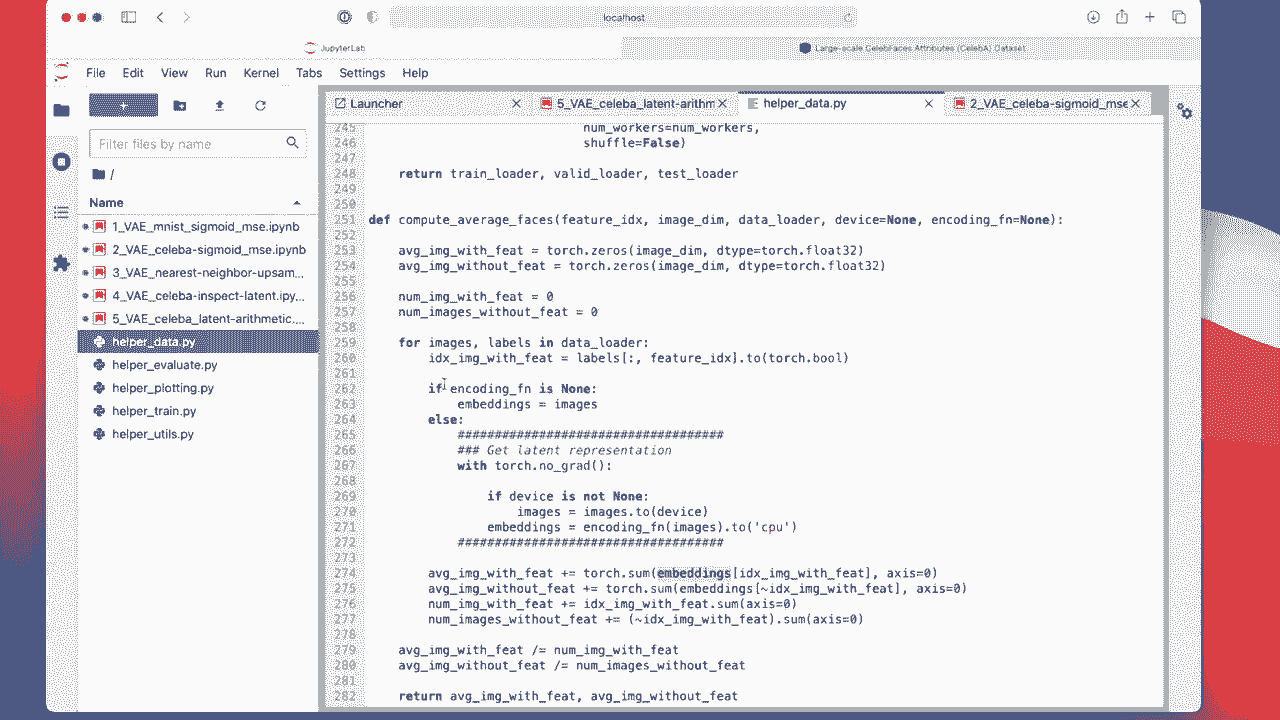 localhost
JupyterLab
Large-scale CelebFaces Attributes (CelebA) Dataset
File Edit View Run Kernel Tabs Settings Help
Launcher
5_VAE_celeba_latent-arithm
helper_data.py
2_VAE_celeba-sigmoid_mse
Filter files by name
/
Name
1_VAE_mnist_sigmoid_mse.ipynb
2_VAE_celeba-sigmoid_mse.ipynb
3_VAE_nearest-neighbor-upsam...
4_VAE_celeba-inspect-latent.ipy...
5_VAE_celeba_latent-arithmetic....
helper_data.py
helper_evaluate.py
helper_plotting.py
helper_train.py
helper_utils.py
245 num_workers=num_workers,
246 shuffle=False)
247
248 return train_loader, valid_loader, test_loader
249
250
251 def compute_average_faces(feature_idx, image_dim, data_loader, device=None, encoding_fn=None):
252
253 avg_img_with_feat = torch.zeros(image_dim, dtype=torch.float32)
254 avg_img_without_feat = torch.zeros(image_dim, dtype=torch.float32)
255
256 num_img_with_feat = 0
257 num_images_without_feat = 0
258
259 for images, labels in data_loader:
260 idx_img_with_feat = labels[:, feature_idx].to(torch.bool)
261
262 if encoding_fn is None:
263 embeddings = images
264 else:
265 ####################################
266 ### Get latent representation
267 with torch.no_grad():
268
269 if device is not None:
270 images = images.to(device)
271 embeddings = encoding_fn(images).to('cpu')
272 ####################################
273
274 avg_img_with_feat += torch.sum(embeddings[idx_img_with_feat], axis=0)
275 avg_img_without_feat += torch.sum(embeddings[~idx_img_with_feat], axis=0)
276 num_img_with_feat += idx_img_with_feat.sum(axis=0)
277 num_images_without_feat += (~idx_img_with_feat).sum(axis=0)
278
279 avg_img_with_feat /= num_img_with_feat
280 avg_img_without_feat /= num_images_without_feat
281
282 return avg_img_with_feat, avg_img_without_feat